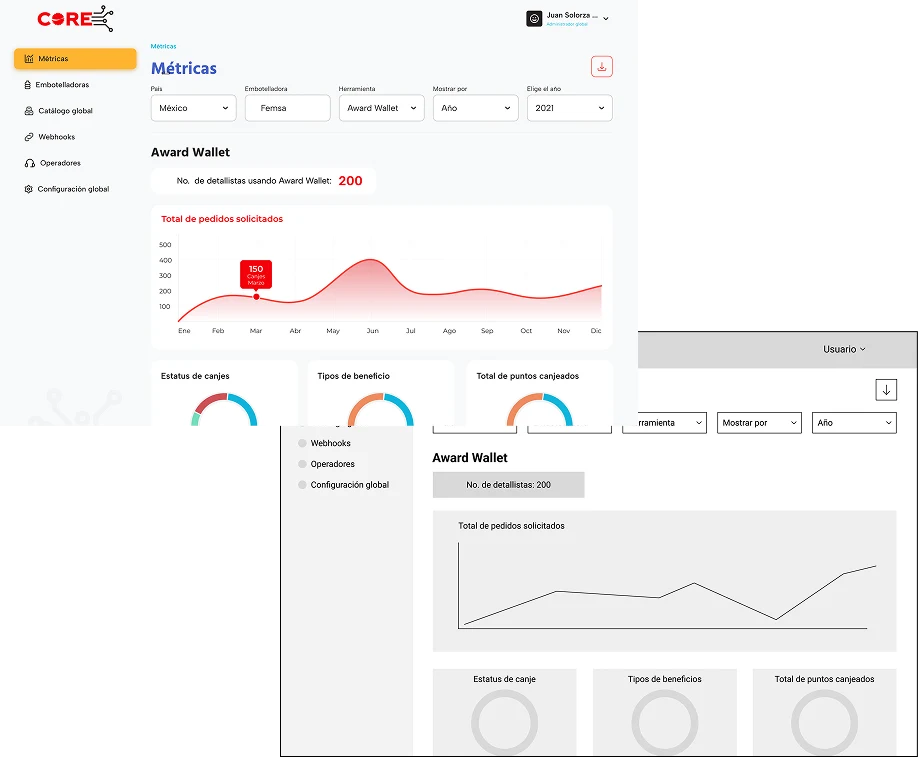 CORE
Juan Solorza ...
Administrador global
Métricas
Embotelladoras
Catálogo global
Webhooks
Operadores
Configuración global
Métricas
Métricas
País
Embotelladora
Herramienta
Mostrar por
Elige el año
México
Femsa
Award Wallet
Año
2021
Award Wallet
No. de detallistas usando Award Wallet: 200
Total de pedidos solicitados
500
400
300
200
100
150
Canjes
Marzo
Ene Feb Mar Abr May Jun Jul Ago Sep Oct Nov Dic
Estatus de canjes
Tipos de beneficio
Total de puntos canjeados
Usuario
rramienta
Mostrar por
Año
Webhooks
Operadores
Configuración global
Award Wallet
No. de detallistas: 200
Total de pedidos solicitados
Estatus de canje
Tipos de beneficios
Total de puntos canjeados